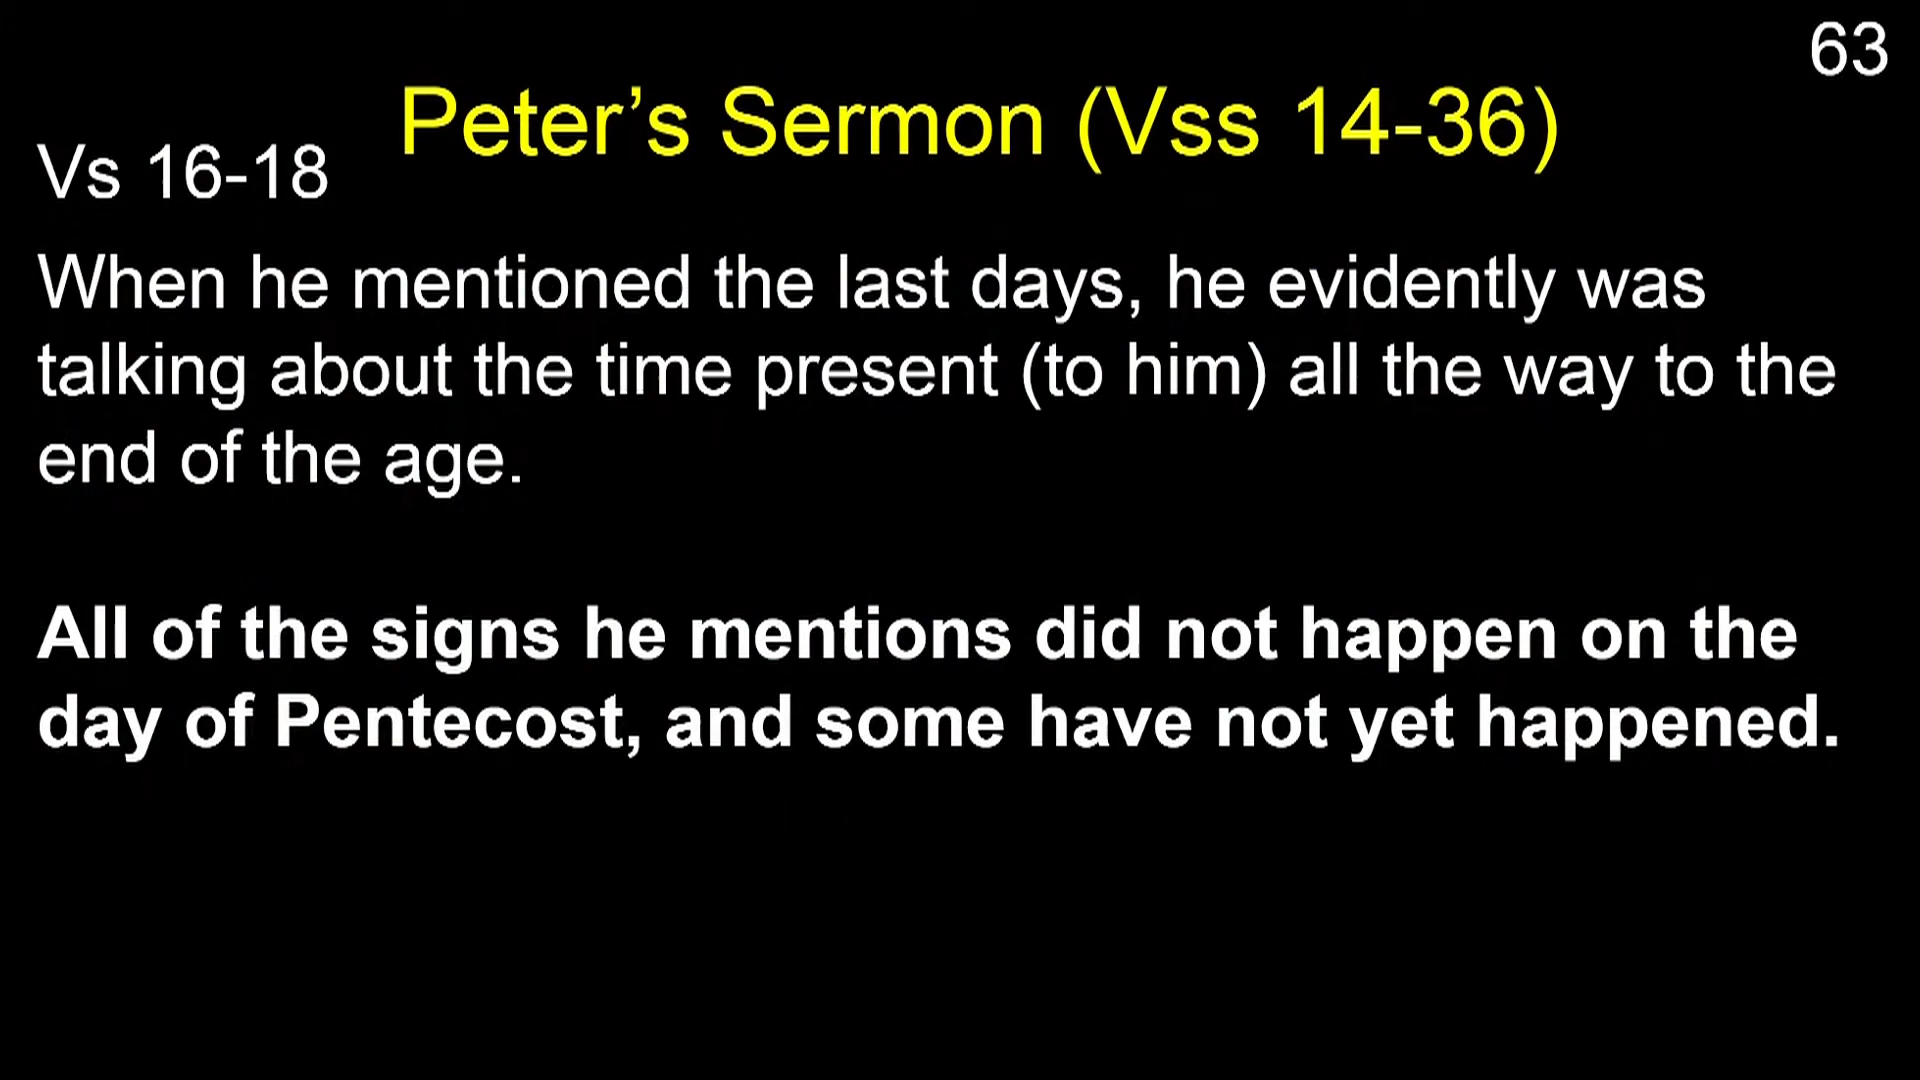 63
Peter’s Sermon (Vss 14-36)
Vs 16-18
When he mentioned the last days, he evidently was
talking about the time present (to him) all the way to the
end of the age.
All of the signs he mentions did not happen on the
day of Pentecost, and some have not yet happened.